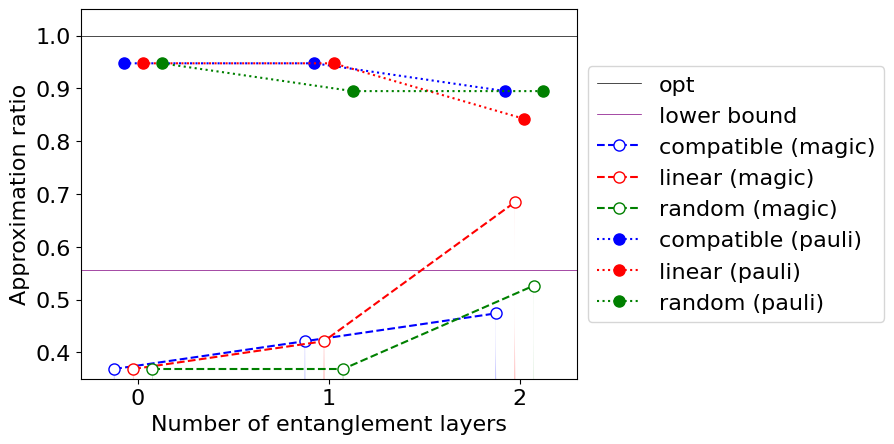 Approximation ratio
1.0
0.9
0.8
0.7
0.6
0.5
0.4
0 1 2
Number of entanglement layers
opt
lower bound
compatible (magic)
linear (magic)
random (magic)
compatible (pauli)
linear (pauli)
random (pauli)